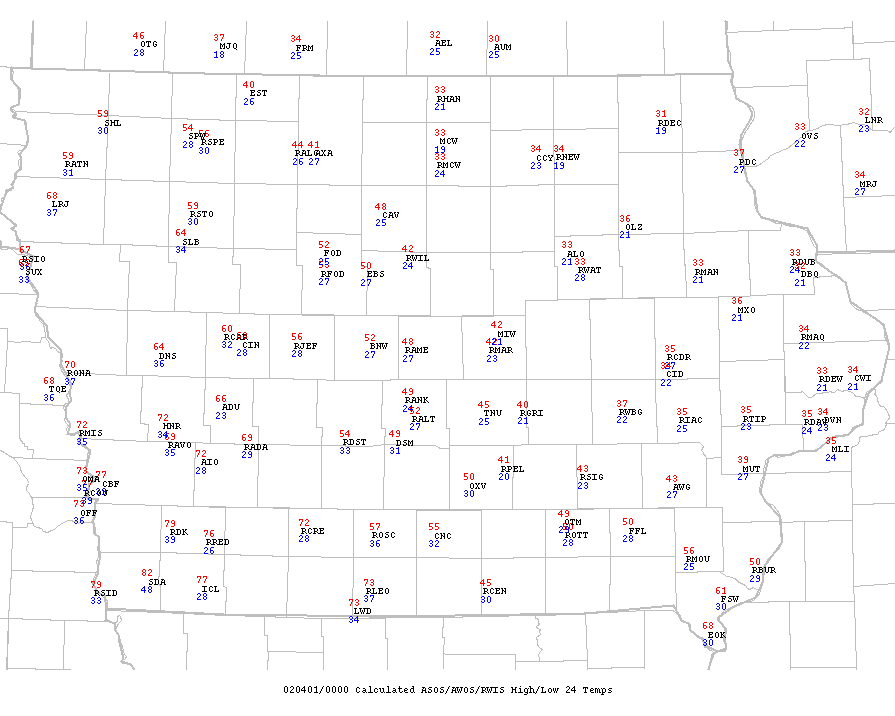 46
OTG
28
37
MJQ
18
34
FRM
25
32
AEL
25
30
AUM
25
40
EST
26
33
RHAN
21
59
SHL
30
54
28
56
RSPE
30
44
26
41
AXA
27
33
MCW
19
33
RMCW
24
34
CCY
23
34
RNEW
19
31
RDEC
19
37
PDC
27
33
OVS
22
32
LNR
23
34
MRJ
27
59
RATN
31
68
LRJ
37
59
RSTO
30
64
SLB
34
48
CAV
25
36
OLZ
21
67
RSIO
SUX
33
52
FOD
25
53
RFOD
27
50
EBS
27
42
RWIL
24
33
ALO
21
33
RWAT
28
33
RMAN
21
33
RDUB
24
DBQ
21
36
MXO
21
34
RMAQ
22
60
32
CIN
28
64
DNS
36
56
RJEF
28
52
BNW
27
48
RAME
27
42
MIW
21
42
RMAR
23
35
RCDR
27
CID
22
70
RONA
37
68
TQE
36
66
ADU
23
49
RANK
24
52
RALT
27
45
TNU
25
40
RGRI
21
37
RWBG
22
35
RIAC
25
35
RTIP
23
33
RDEW
21
34
CWI
21
35
24
34
DVN
23
35
MLI
24
72
RMIS
35
72
HNR
34
69
RAVO
35
69
RADA
29
54
RDST
33
49
DSM
31
72
AIO
28
41
RPEL
20
50
OXV
30
43
RSIG
23
43
AWG
27
39
MUT
27
73
OMA
35
77
CBF
39
73
OFF
36
79
RDK
39
76
RRED
26
72
RCRE
28
57
ROSC
36
55
CNC
32
49
OTM
ROTT
28
50
FFL
28
56
RMOU
25
50
RBUR
29
79
RSID
33
82
SDA
48
77
ICL
28
73
RLEO
37
73
LWD
34
45
RCEN
30
61
FSW
30
68
EOK
30
020401/0000 Calculated ASOS/AWOS/RWIS High/Low 24 Temps